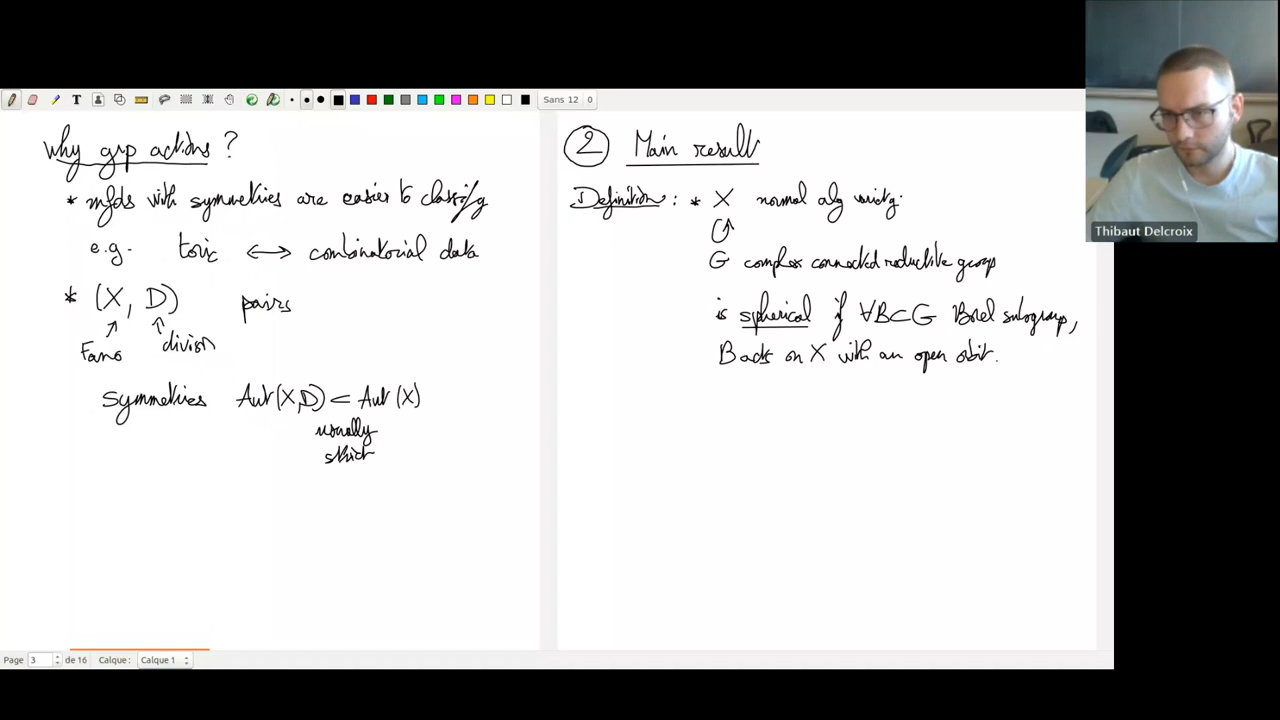 Sans 12 0
Why grp actions ?
* mfds with symmetries are easier to classify
e.g. toric ↔ combinatorial data
* (X, D) pairs
↑ ↑
Fano divisor
symmetries Aut(X,D) ⊂ Aut(X)
usually
strict
② Main result
Definition : * X normal alg variety.
G complex connected reductive group
is spherical if ∀B⊂G Borel subgroup,
B acts on X with an open orbit.
Thibaut Delcroix
Page 3 de 16 Calque : Calque 1